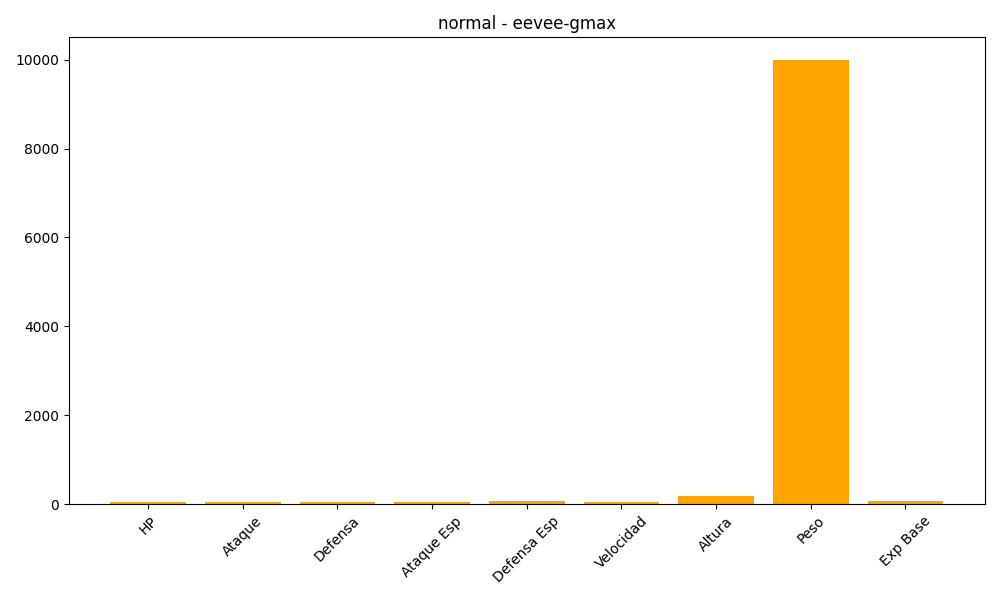 normal - eevee-gmax
10000
8000
6000
4000
2000
0
HP
Ataque
Defensa
Ataque Esp
Defensa Esp
Velocidad
Altura
Peso
Exp Base